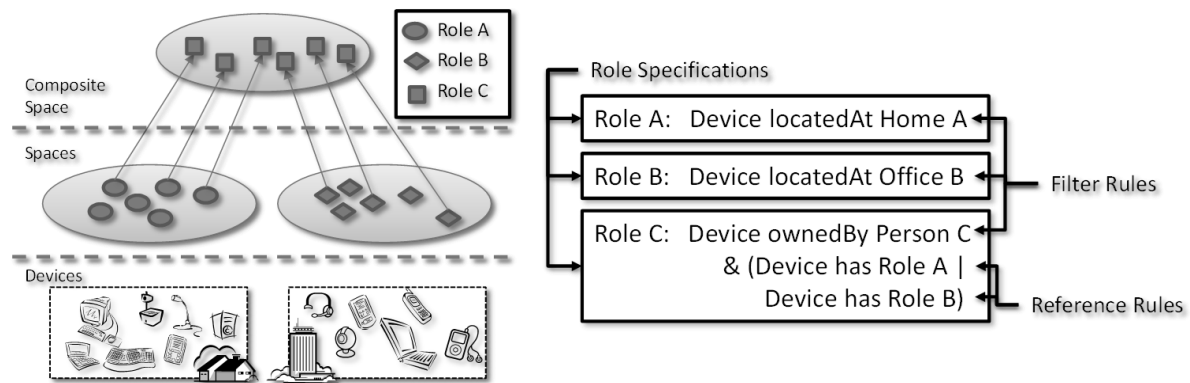 Role A
Role B
Role C
Composite
Space
Spaces
Devices
Role Specifications
Role A: Device locatedAt Home A
Role B: Device locatedAt Office B
Role C: Device ownedBy Person C
& (Device has Role A |
Device has Role B)
Filter Rules
Reference Rules